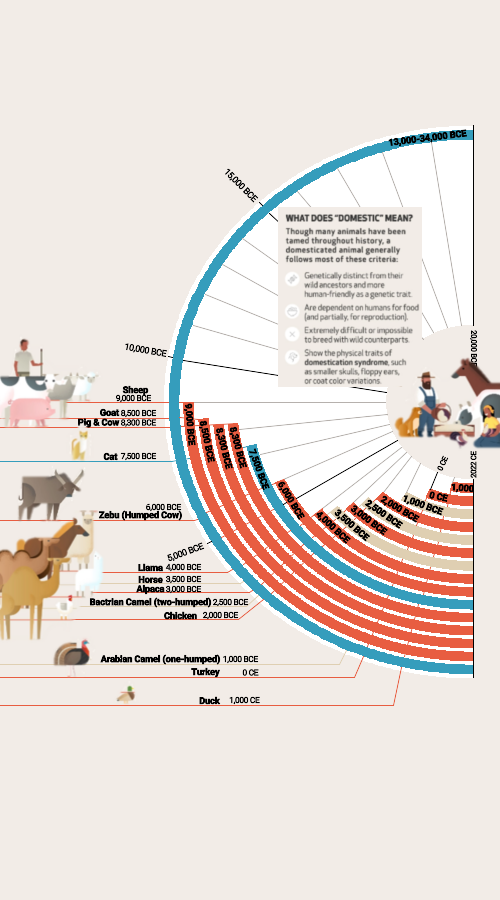 13,000-34,000 BCE
15,000 BCE
WHAT DOES "DOMESTIC" MEAN?
Though many animals have been
tamed throughout history, a
domesticated animal generally
follows most of these criteria:
Genetically distinct from their
wild ancestors and more
human-friendly as a genetic trait.
Are dependent on humans for food
(and partially, for reproduction).
Extremely difficult or impossible
to breed with wild counterparts.
Show the physical traits of
domestication syndrome, such
as smaller skulls, floppy ears,
or coat color variations.
20,000 BCE
10,000 BCE
Sheep
9,000 BCE
Goat 8,500 BCE
Pig & Cow 8,300 BCE
Cat 7,500 BCE
9,000 BCE
8,500 BCE
8,300 BCE
8,300 BCE
7,500 BCE
6,000 BCE
4,000 BCE
3,500 BCE
3,000 BCE
2,500 BCE
2,000 BCE
1,000 BCE
0 CE
1,000
0 CE
2022 CE
6,000 BCE
Zebu (Humped Cow)
5,000 BCE
Llama 4,000 BCE
Horse 3,500 BCE
Alpaca 3,000 BCE
Bactrian Camel (two-humped) 2,500 BCE
Chicken 2,000 BCE
Arabian Camel (one-humped) 1,000 BCE
Turkey 0 CE
Duck 1,000 CE